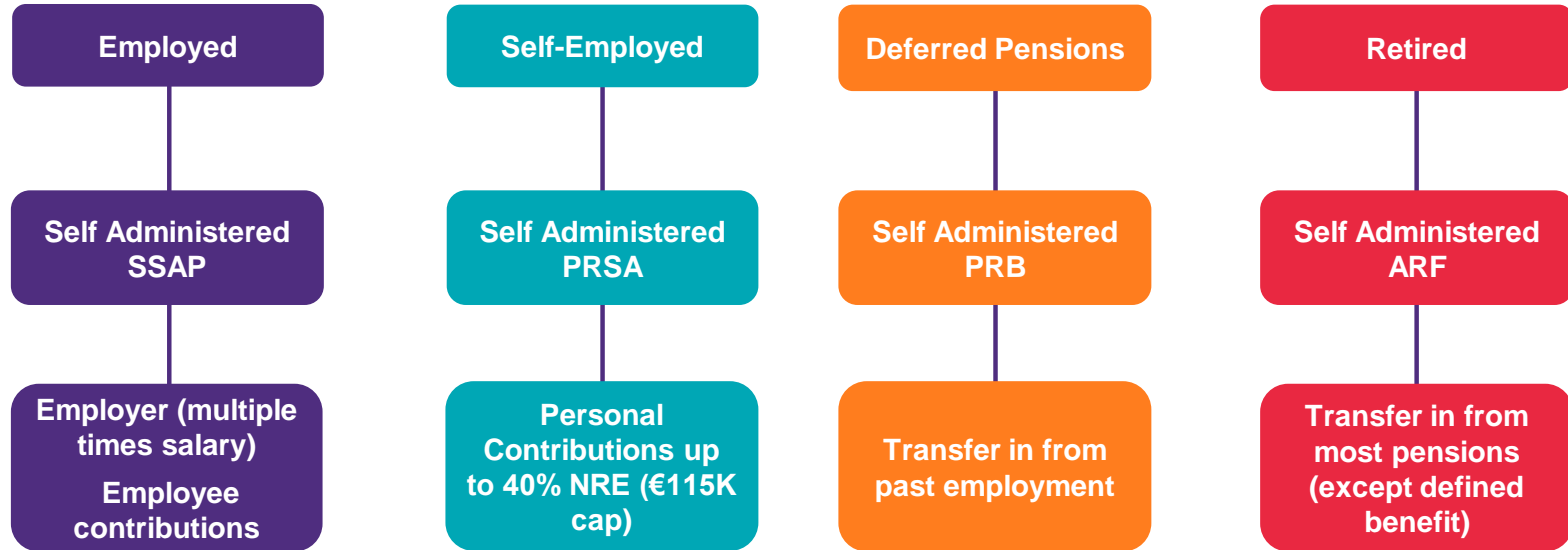 Employed
Self-Employed
Deferred Pensions
Retired
Self Administered
SSAP
Self Administered
PRSA
Self Administered
PRB
Self Administered
ARF
Employer (multiple
times salary)
Employee
contributions
Personal
Contributions up
to 40% NRE (€115K
cap)
Transfer in from
past employment
Transfer in from
most pensions
(except defined
benefit)